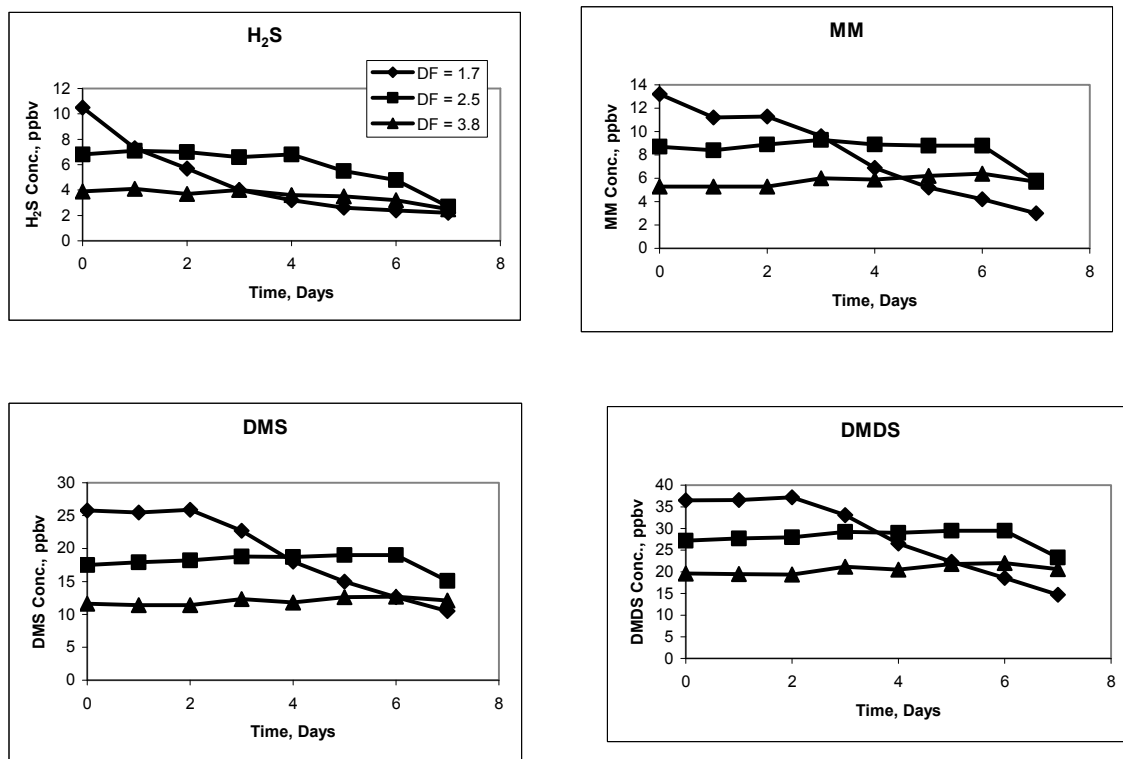 H₂S
DF = 1.7
DF = 2.5
DF = 3.8
12
10
8
6
4
2
0
H₂S Conc., ppbv
0 2 4 6 8
Time, Days
MM
14
12
10
8
6
4
2
0
MM Conc., ppbv
0 2 4 6 8
Time, Days
DMS
30
25
20
15
10
5
0
DMS Conc., ppbv
0 2 4 6 8
Time, Days
DMDS
40
35
30
25
20
15
10
5
0
DMDS Conc., ppbv
0 2 4 6 8
Time, Days